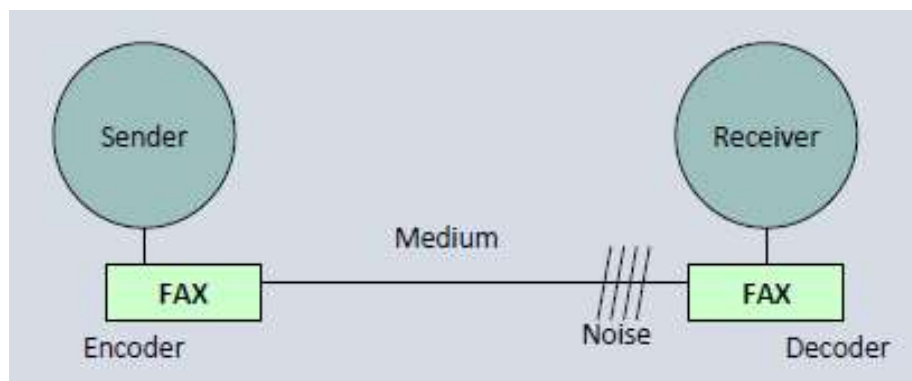 Sender
Receiver
Medium
FAX
FAX
Noise
Encoder
Decoder